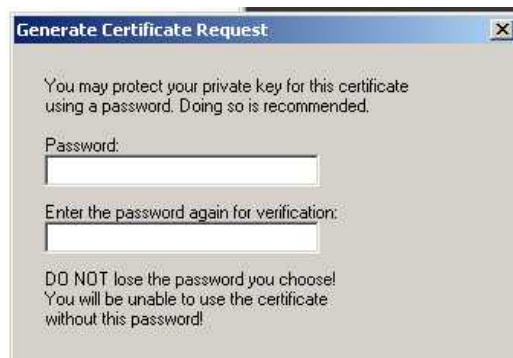 Generate Certificate Request
You may protect your private key for this certificate
using a password. Doing so is recommended.
Password:
Enter the password again for verification:
DO NOT lose the password you choose!
You will be unable to use the certificate
without this password!